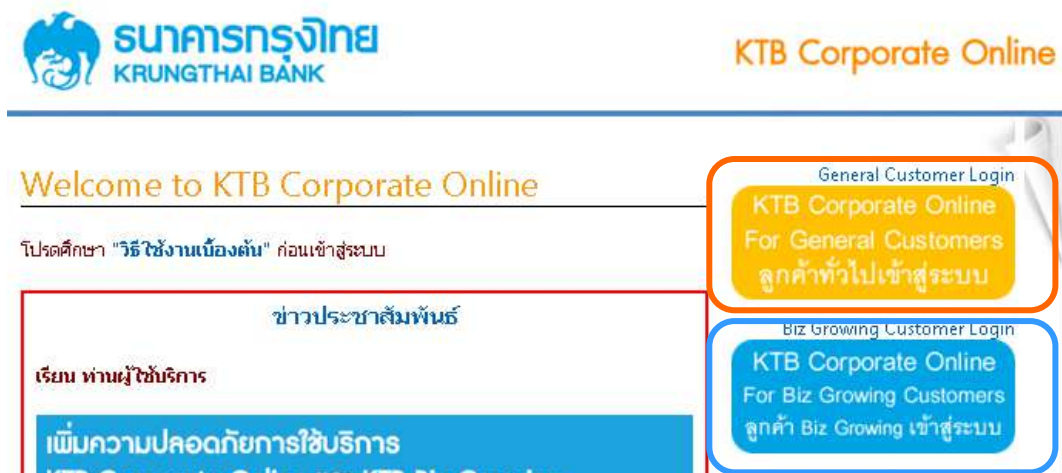 ธนาคารกรุงไทย
KRUNGTHAI BANK
KTB Corporate Online
Welcome to KTB Corporate Online
โปรดศึกษา "วิธีใช้งานเบื้องต้น" ก่อนเข้าสู่ระบบ
ข่าวประชาสัมพันธ์
เรียน ท่านผู้ใช้บริการ
เพิ่มความปลอดภัยการใช้บริการ
General Customer Login
KTB Corporate Online
For General Customers
ลูกค้าทั่วไปเข้าสู่ระบบ
Biz Growing Customer Login
KTB Corporate Online
For Biz Growing Customers
ลูกค้า Biz Growing เข้าสู่ระบบ